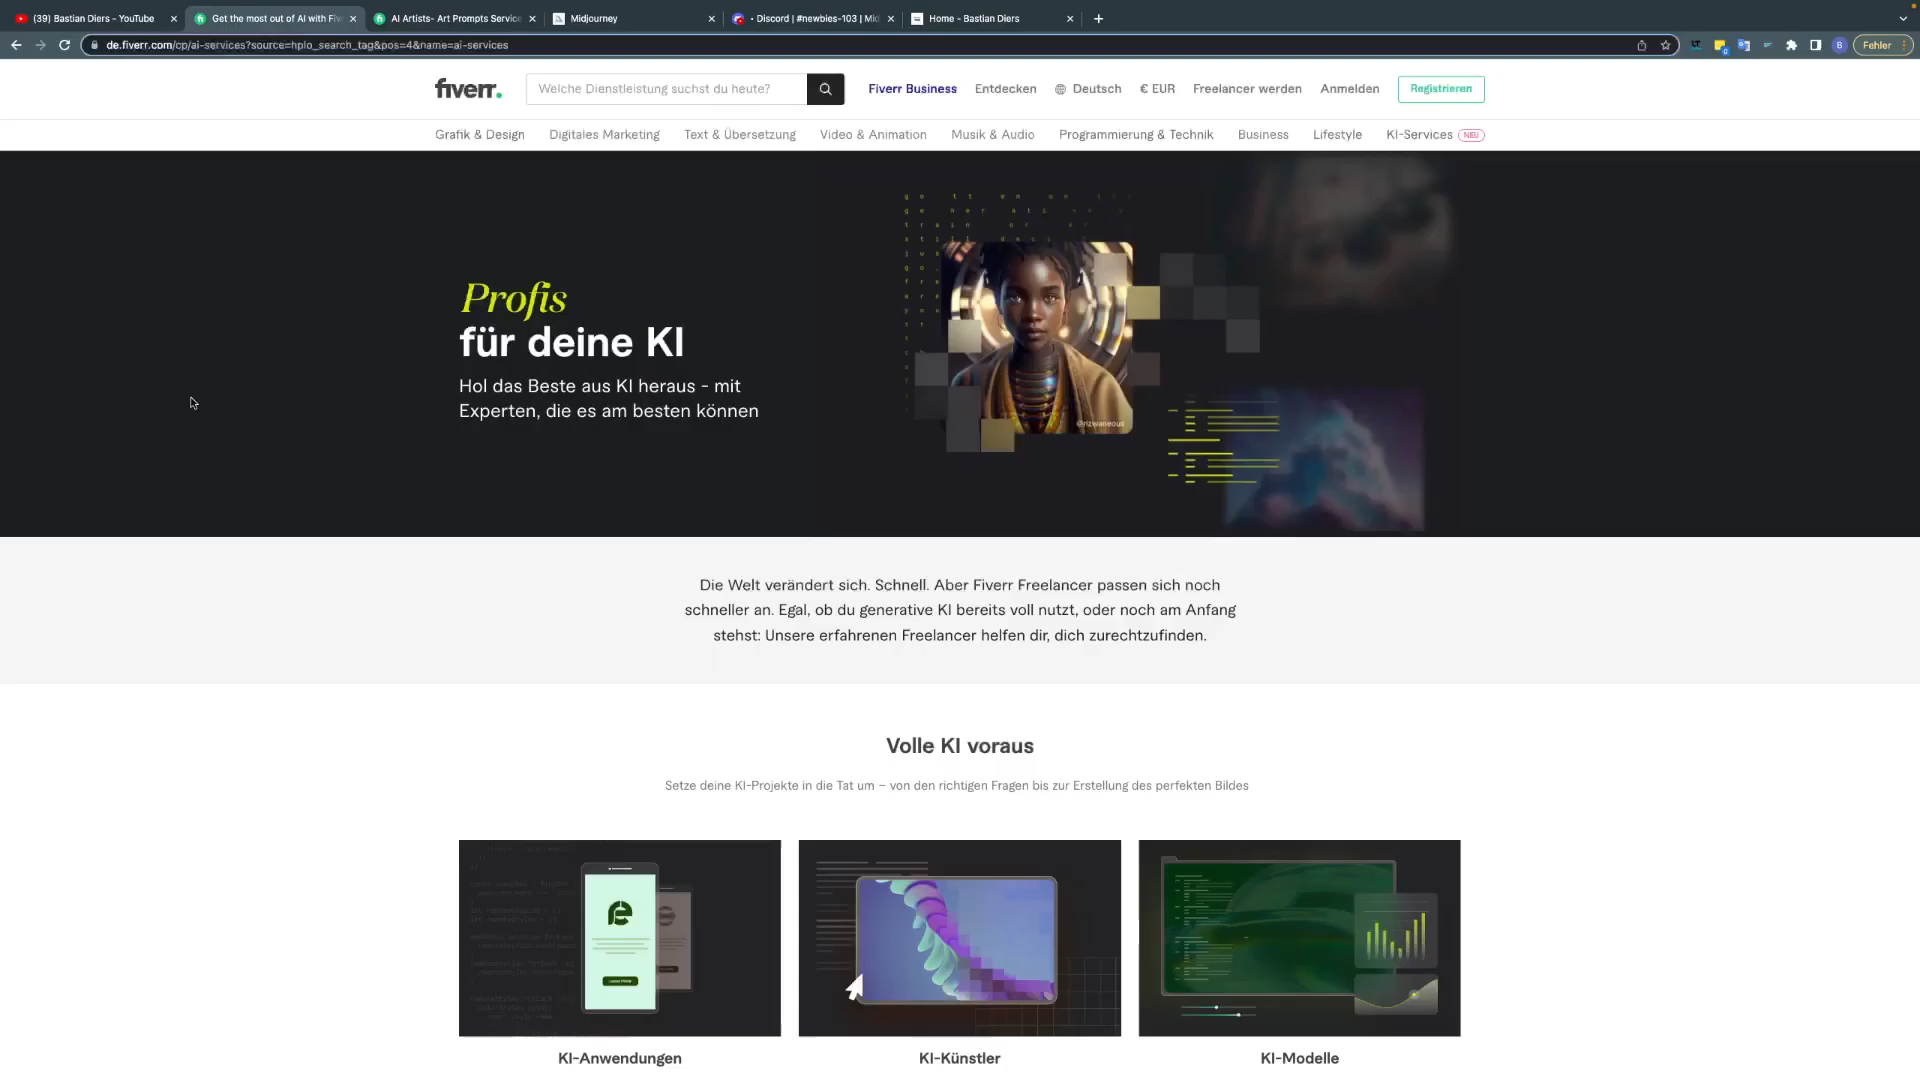 (39) Bastian Diers - YouTube
Get the most out of AI with Fiv
AI Artists- Art Prompts Service
Midjourney
• Discord | #newbies-103 | Mid
Home - Bastian Diers
de.fiverr.com/cp/ai-services?source=hplo_search_tag&pos=4&name=ai-services
B
Fehler
fiverr.
Welche Dienstleistung suchst du heute?
Fiverr Business
Entdecken
Deutsch
€ EUR
Freelancer werden
Anmelden
Registrieren
Grafik & Design
Digitales Marketing
Text & Übersetzung
Video & Animation
Musik & Audio
Programmierung & Technik
Business
Lifestyle
KI-Services NEU
Profis
für deine KI
Hol das Beste aus KI heraus - mit
Experten, die es am besten können
@rizwaneous
Die Welt verändert sich. Schnell. Aber Fiverr Freelancer passen sich noch
schneller an. Egal, ob du generative KI bereits voll nutzt, oder noch am Anfang
stehst: Unsere erfahrenen Freelancer helfen dir, dich zurechtzufinden.
Volle KI voraus
Setze deine KI-Projekte in die Tat um – von den richtigen Fragen bis zur Erstellung des perfekten Bildes
KI-Anwendungen
KI-Künstler
KI-Modelle